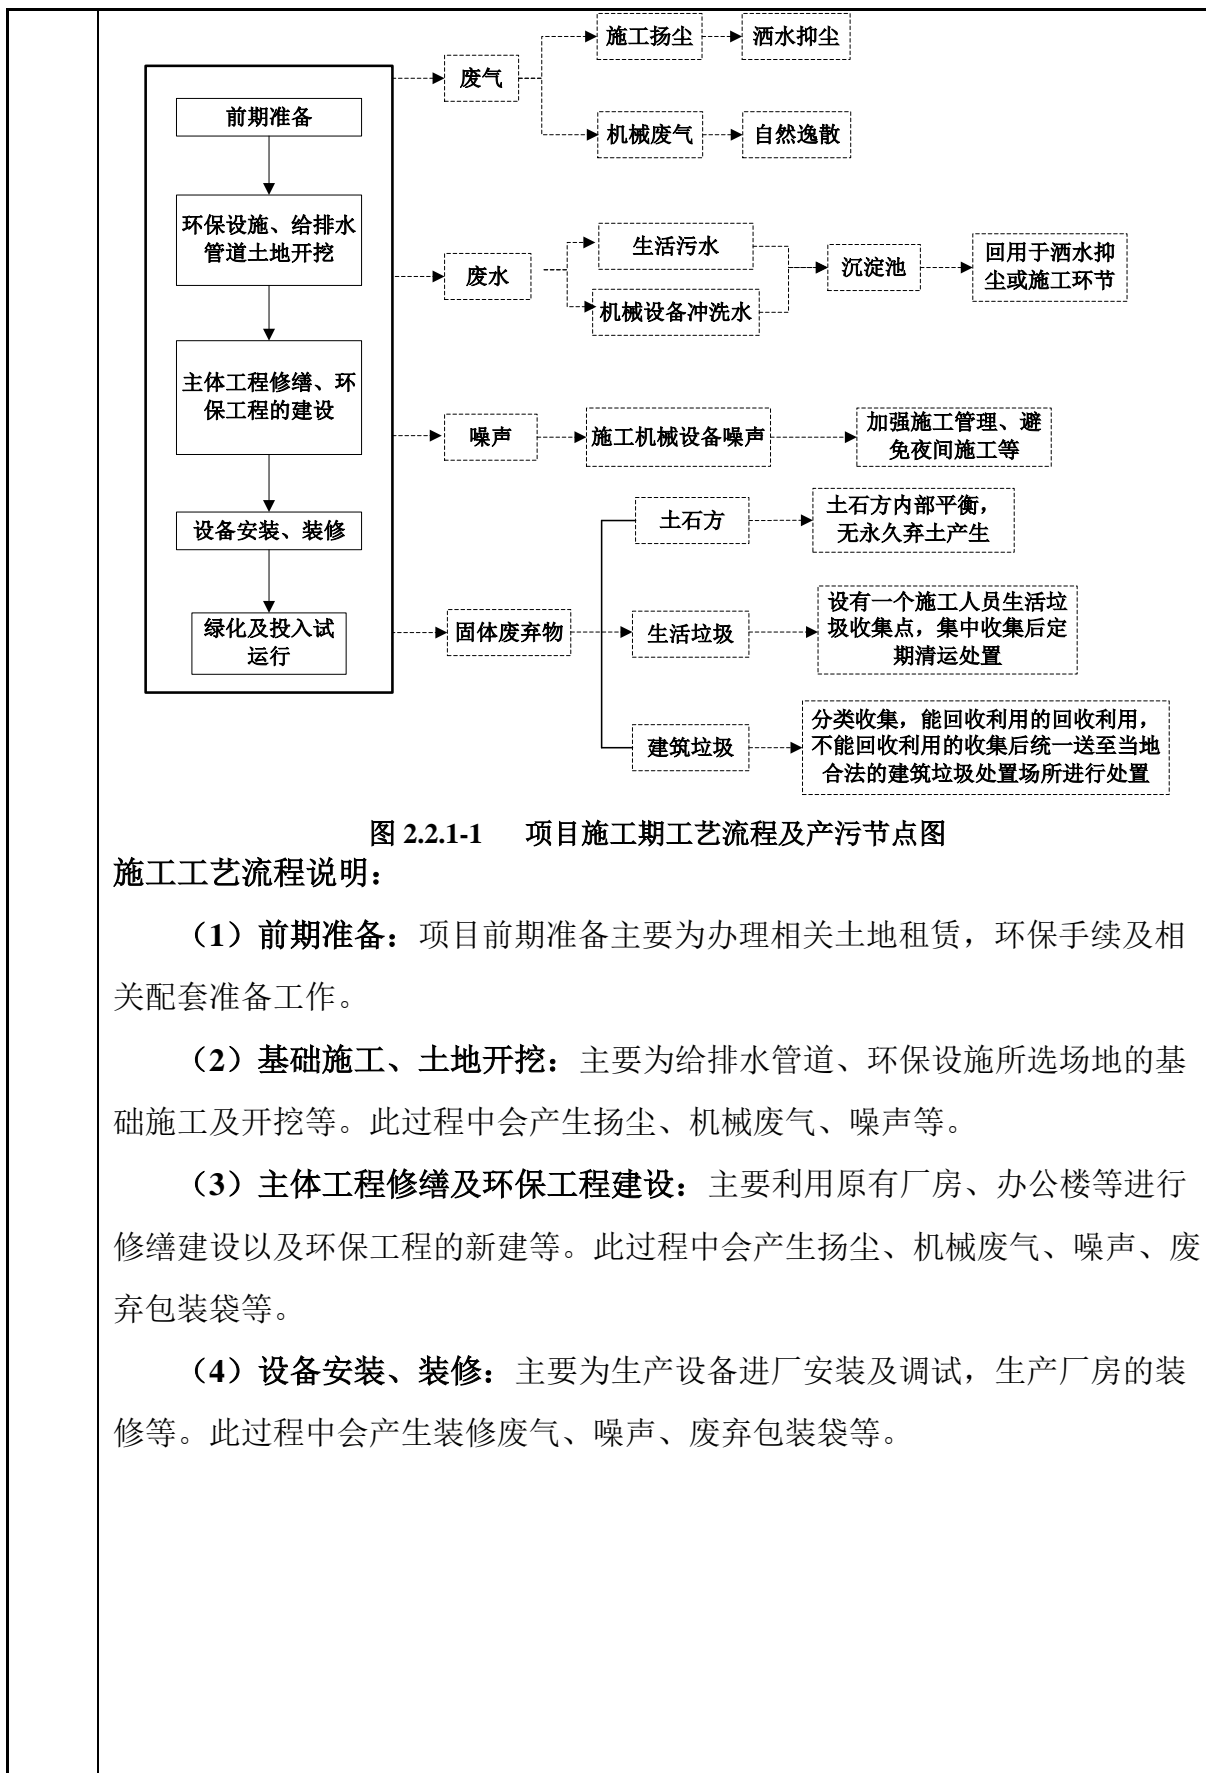 前期准备
环保设施、给排水
管道土地开挖
主体工程修缮、环
保工程的建设
设备安装、装修
绿化及投入试
运行
废气
施工扬尘
洒水抑尘
机械废气
自然逸散
废水
生活污水
机械设备冲洗水
沉淀池
回用于洒水抑
尘或施工环节
噪声
施工机械设备噪声
加强施工管理、避
免夜间施工等
固体废弃物
土石方
土石方内部平衡，
无永久弃土产生
生活垃圾
设有一个施工人员生活垃
圾收集点，集中收集后定
期清运处置
建筑垃圾
分类收集，能回收利用的回收利用，
不能回收利用的收集后统一送至当地
合法的建筑垃圾处置场所进行处置
图 2.2.1-1 项目施工期工艺流程及产污节点图
施工工艺流程说明：
（1）前期准备：项目前期准备主要为办理相关土地租赁，环保手续及相
关配套准备工作。
（2）基础施工、土地开挖：主要为给排水管道、环保设施所选场地的基
础施工及开挖等。此过程中会产生扬尘、机械废气、噪声等。
（3）主体工程修缮及环保工程建设：主要利用原有厂房、办公楼等进行
修缮建设以及环保工程的新建等。此过程中会产生扬尘、机械废气、噪声、废
弃包装袋等。
（4）设备安装、装修：主要为生产设备进厂安装及调试，生产厂房的装
修等。此过程中会产生装修废气、噪声、废弃包装袋等。